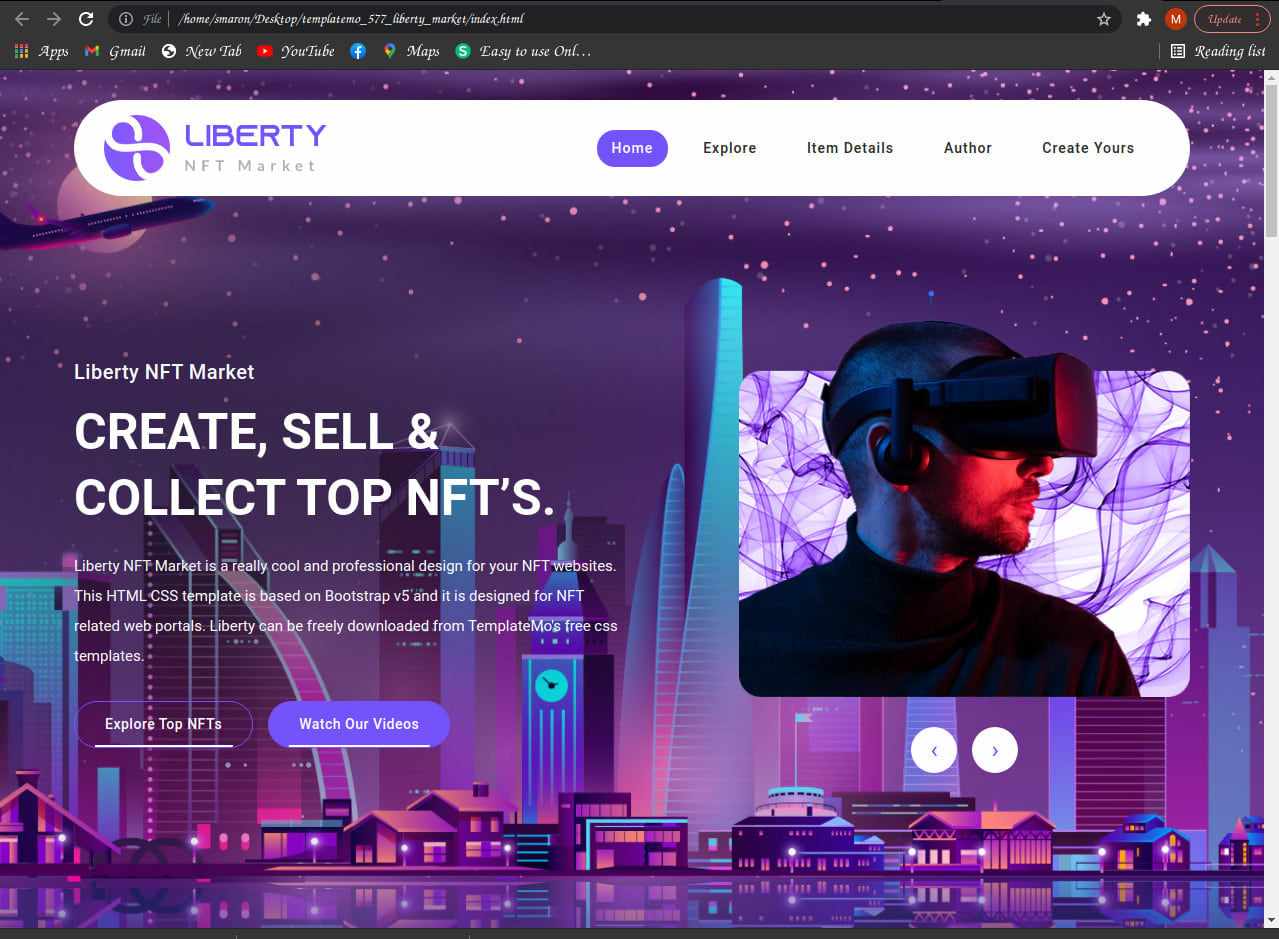 File | /home/smaron/Desktop/templatemo_577_liberty_market/index.html
M
Update
Apps Gmail New Tab YouTube Maps S Easy to use Onl... Reading list
LIBERTY
NFT Market
Home Explore Item Details Author Create Yours
Liberty NFT Market
CREATE, SELL &
COLLECT TOP NFT’S.
Liberty NFT Market is a really cool and professional design for your NFT websites.
This HTML CSS template is based on Bootstrap v5 and it is designed for NFT
related web portals. Liberty can be freely downloaded from TemplateMo's free css
templates.
Explore Top NFTs Watch Our Videos
‹ ›